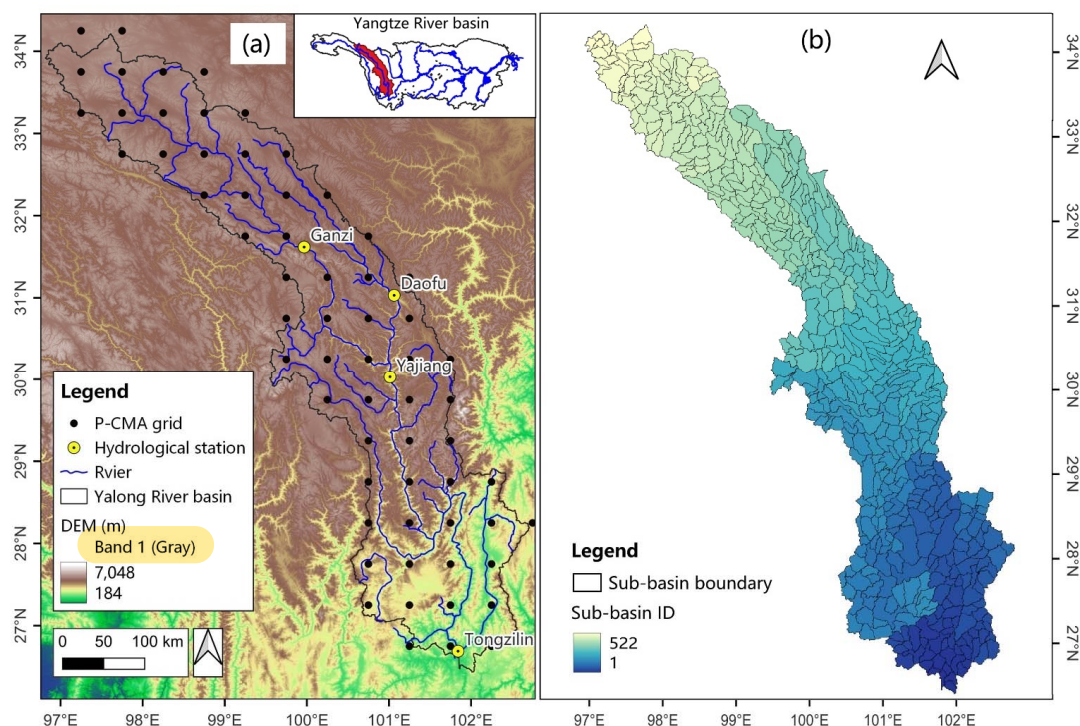 (a)
Yangtze River basin
34°N
33°N
32°N
31°N
30°N
29°N
28°N
27°N
Ganzi
Daofu
Yajiang
Tongzilin
Legend
P-CMA grid
Hydrological station
Rvier
Yalong River basin
DEM (m)
Band 1 (Gray)
7,048
184
0 50 100 km
97°E 98°E 99°E 100°E 101°E 102°E
(b)
34°N
33°N
32°N
31°N
30°N
29°N
28°N
27°N
Legend
Sub-basin boundary
Sub-basin ID
522
1
97°E 98°E 99°E 100°E 101°E 102°E